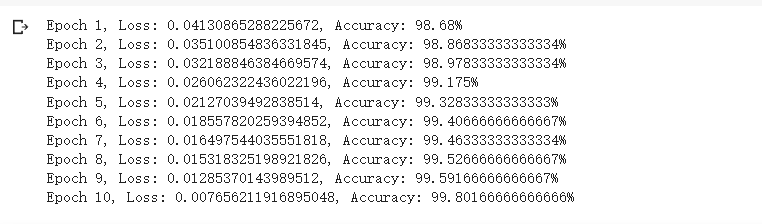 Epoch 1, Loss: 0.04130865288225672, Accuracy: 98.68%
Epoch 2, Loss: 0.035100854836331845, Accuracy: 98.86833333333334%
Epoch 3, Loss: 0.032188846384669574, Accuracy: 98.97833333333334%
Epoch 4, Loss: 0.026062322436022196, Accuracy: 99.175%
Epoch 5, Loss: 0.02127039492838514, Accuracy: 99.32833333333333%
Epoch 6, Loss: 0.018557820259394852, Accuracy: 99.40666666666667%
Epoch 7, Loss: 0.016497544035551818, Accuracy: 99.46333333333334%
Epoch 8, Loss: 0.015318325198921826, Accuracy: 99.52666666666667%
Epoch 9, Loss: 0.01285370143989512, Accuracy: 99.59166666666667%
Epoch 10, Loss: 0.007656211916895048, Accuracy: 99.80166666666666%